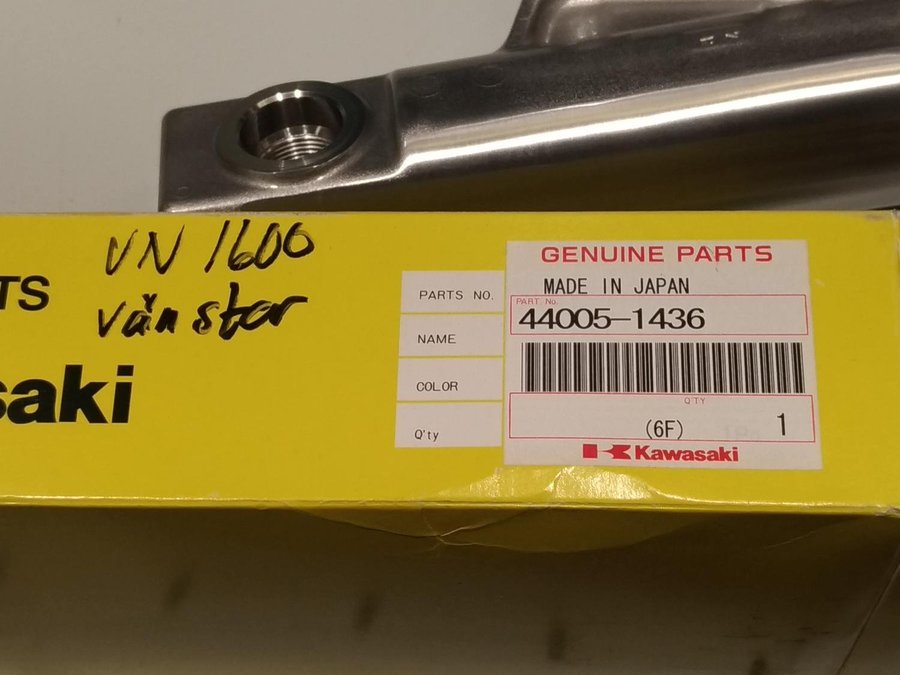 VN 1600
vänster
TS
saki
PARTS NO.
NAME
COLOR
Q'ty
GENUINE PARTS
MADE IN JAPAN
PART. No.
44005-1436
Q'TY
(6F) 1
Kawasaki